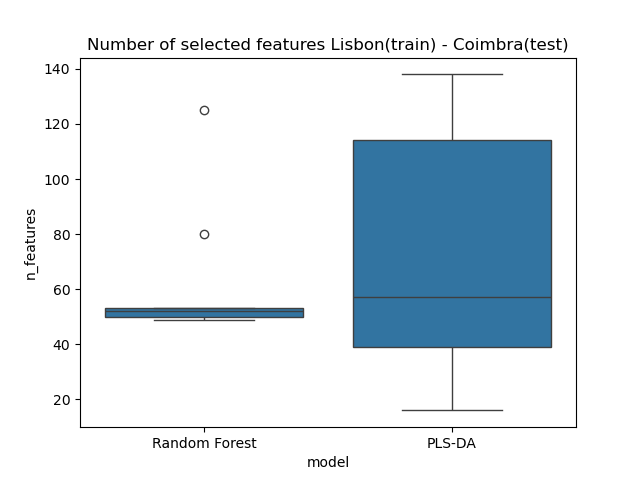 Number of selected features Lisbon(train) - Coimbra(test)
140
120
100
80
60
40
20
n_features
Random Forest
PLS-DA
model